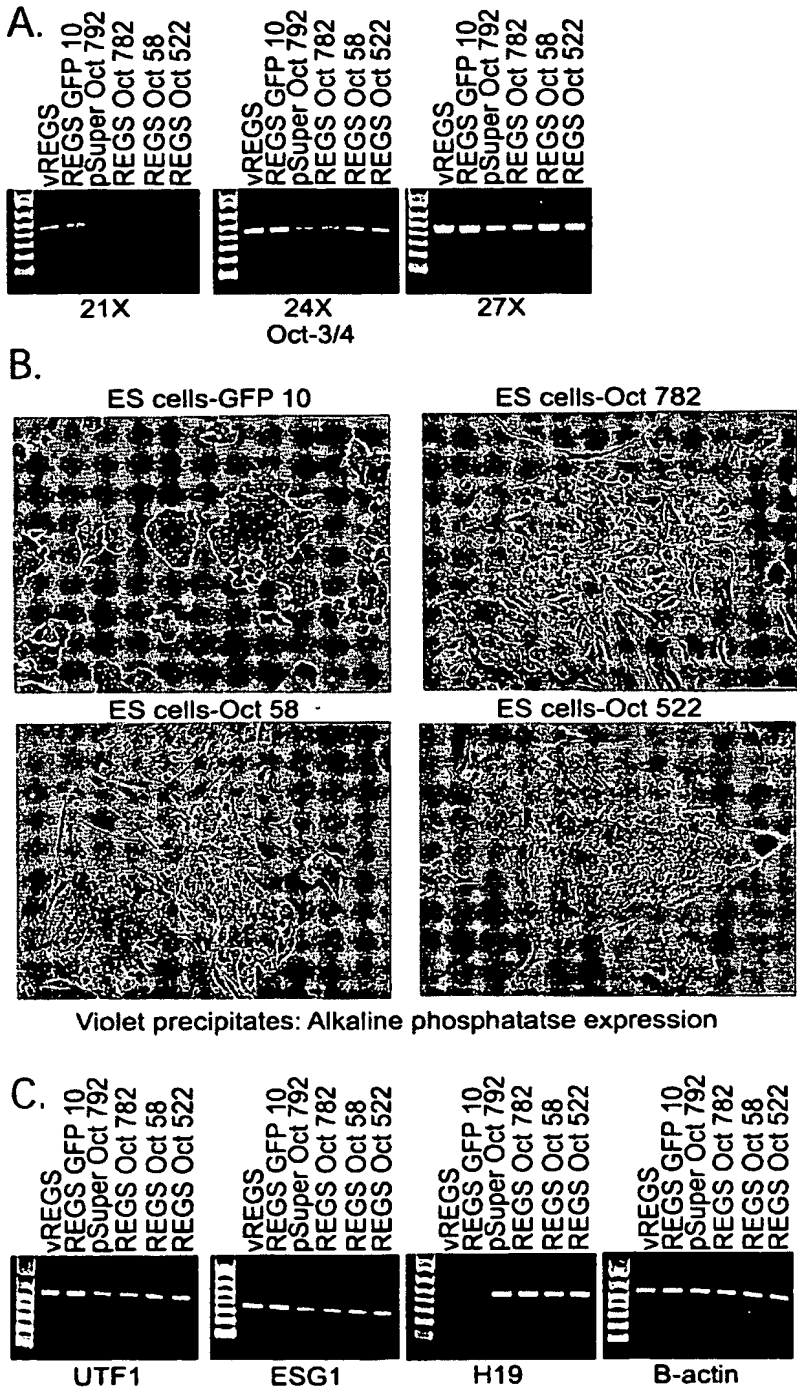 A.
vREGS
REGS GFP 10
pSuper Oct 792
REGS Oct 782
REGS Oct 58
REGS Oct 522
vREGS
REGS GFP 10
pSuper Oct 792
REGS Oct 782
REGS Oct 58
REGS Oct 522
vREGS
REGS GFP 10
pSuper Oct 792
REGS Oct 782
REGS Oct 58
REGS Oct 522
21X
24X
27X
Oct-3/4
B.
ES cells-GFP 10
ES cells-Oct 782
ES cells-Oct 58
ES cells-Oct 522
Violet precipitates: Alkaline phosphatatse expression
C.
vREGS
REGS GFP 10
pSuper Oct 792
REGS Oct 782
REGS Oct 58
REGS Oct 522
vREGS
REGS GFP 10
pSuper Oct 792
REGS Oct 782
REGS Oct 58
REGS Oct 522
vREGS
REGS GFP 10
pSuper Oct 792
REGS Oct 782
REGS Oct 58
REGS Oct 522
vREGS
REGS GFP 10
pSuper Oct 792
REGS Oct 782
REGS Oct 58
REGS Oct 522
UTF1
ESG1
H19
B-actin